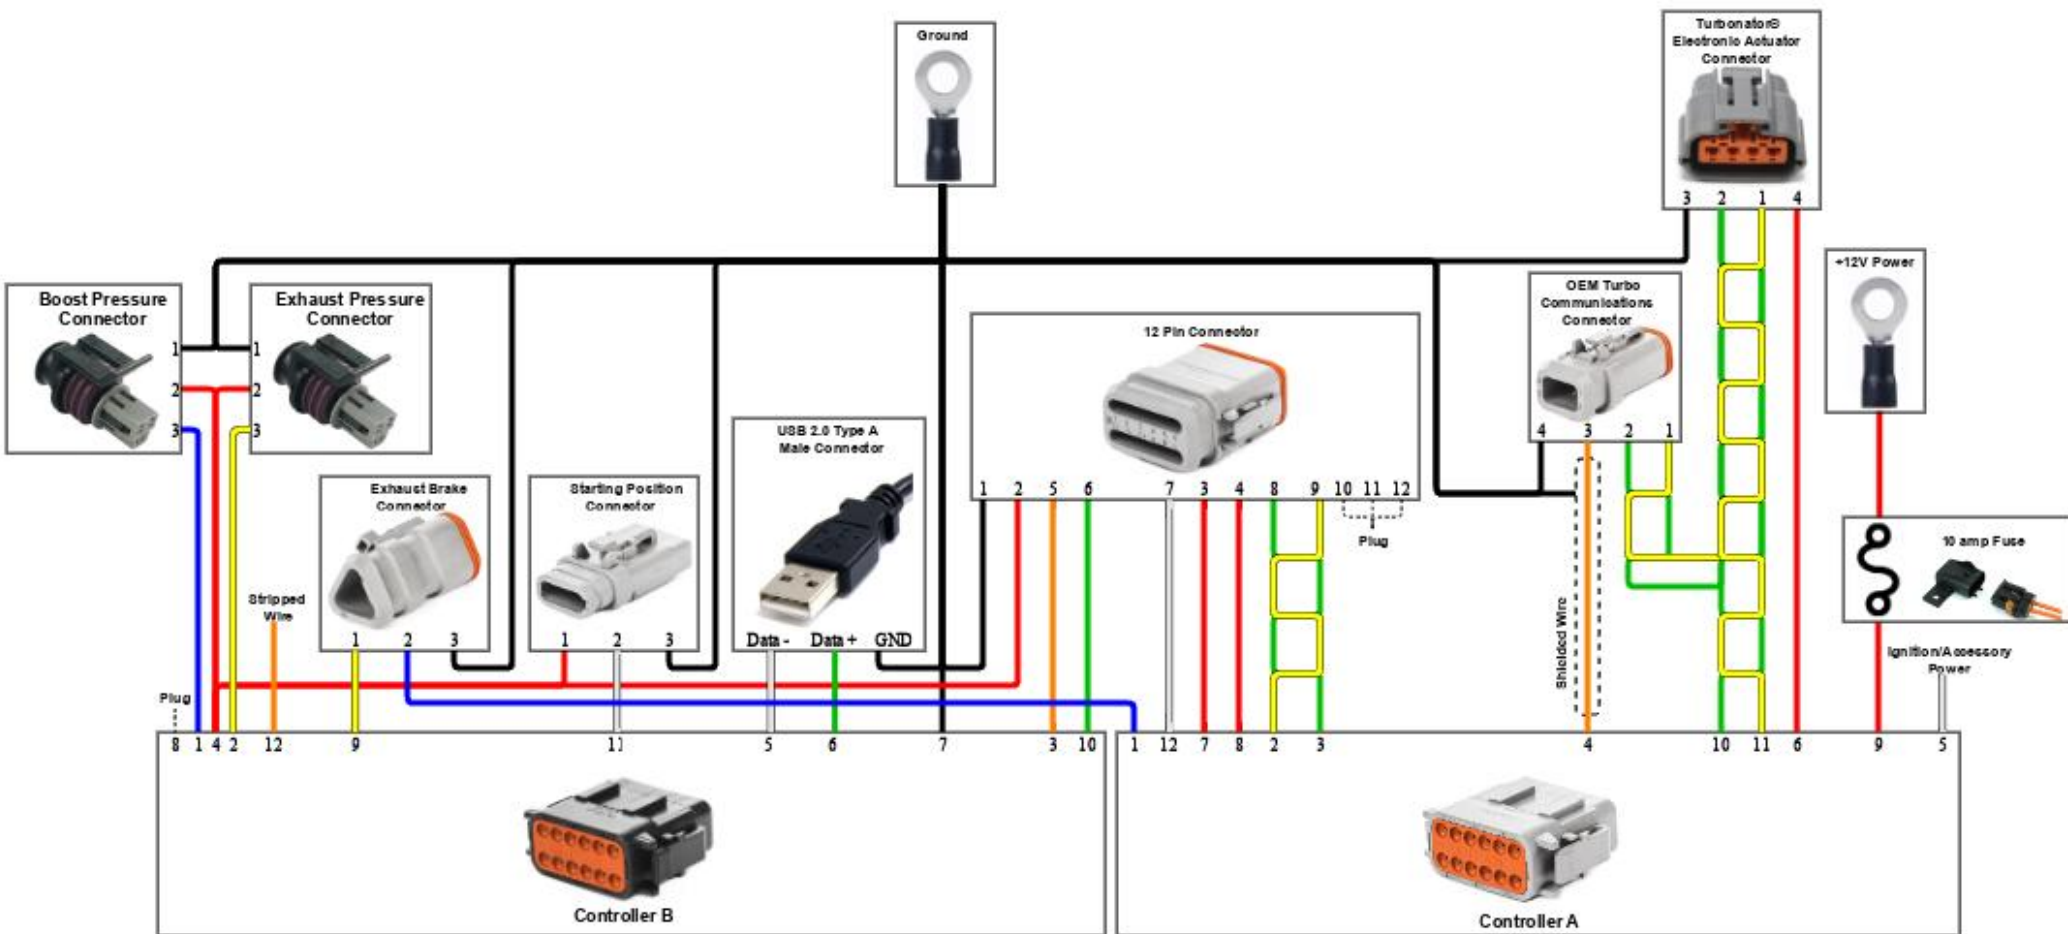 Ground
Turbonator®
Electronic Actuator
Connector
3 2 1 4
+12V Power
Boost Pressure
Connector
1
2
3
Exhaust Pressure
Connector
1
2
3
OEM Turbo
Communications
Connector
4 3 2 1
12 Pin Connector
1 2 5 6 7 3 4 8 9 10 11 12
Plug
USB 2.0 Type A
Male Connector
Data - Data + GND
Exhaust Brake
Connector
1 2 3
Starting Position
Connector
1 2 3
10 amp Fuse
Stripped
Wire
Shielded Wire
Ignition/Accessory
Power
Plug
8 1 4 2 12 9 11 5 6 7 3 10
1 12 7 8 2 3 4 10 11 6 9 5
Controller B
Controller A